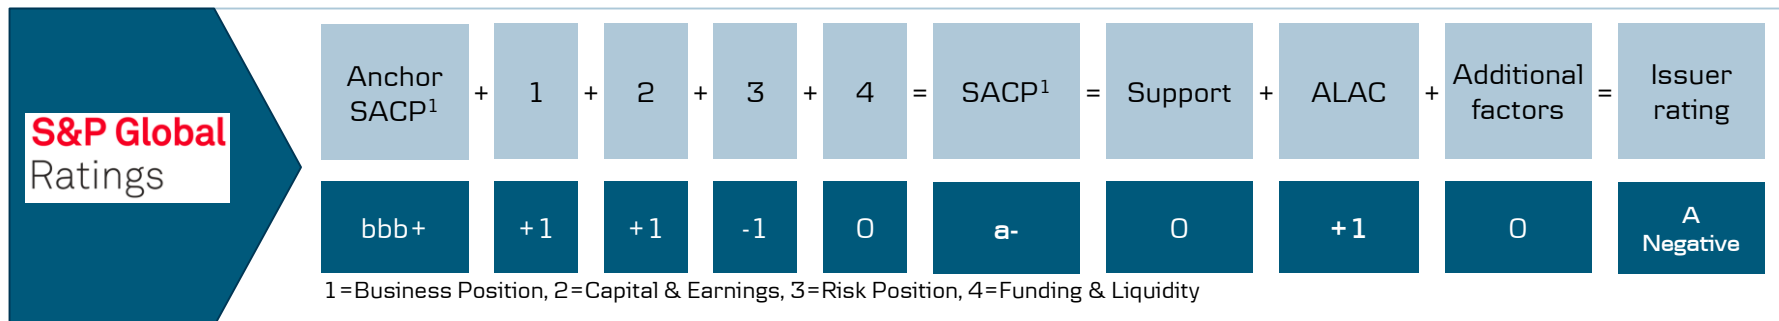 S&P Global
Ratings
Anchor
SACP¹ + 1 + 2 + 3 + 4 = SACP¹ = Support + ALAC + Additional
factors = Issuer
rating
bbb+ +1 +1 -1 0 a- 0 +1 0 A
Negative
1=Business Position, 2=Capital & Earnings, 3=Risk Position, 4=Funding & Liquidity